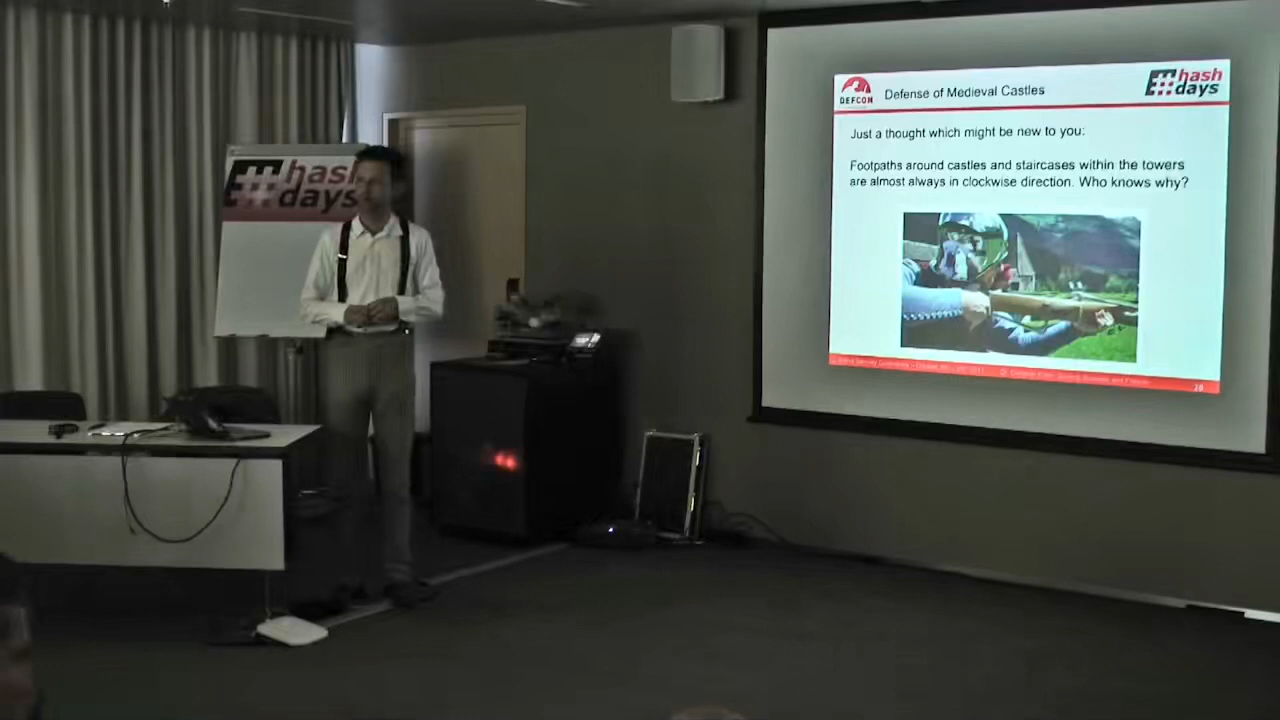 hash
days
DEFCON
Defense of Medieval Castles
hash
days
Just a thought which might be new to you:
Footpaths around castles and staircases within the towers
are almost always in clockwise direction. Who knows why?
28